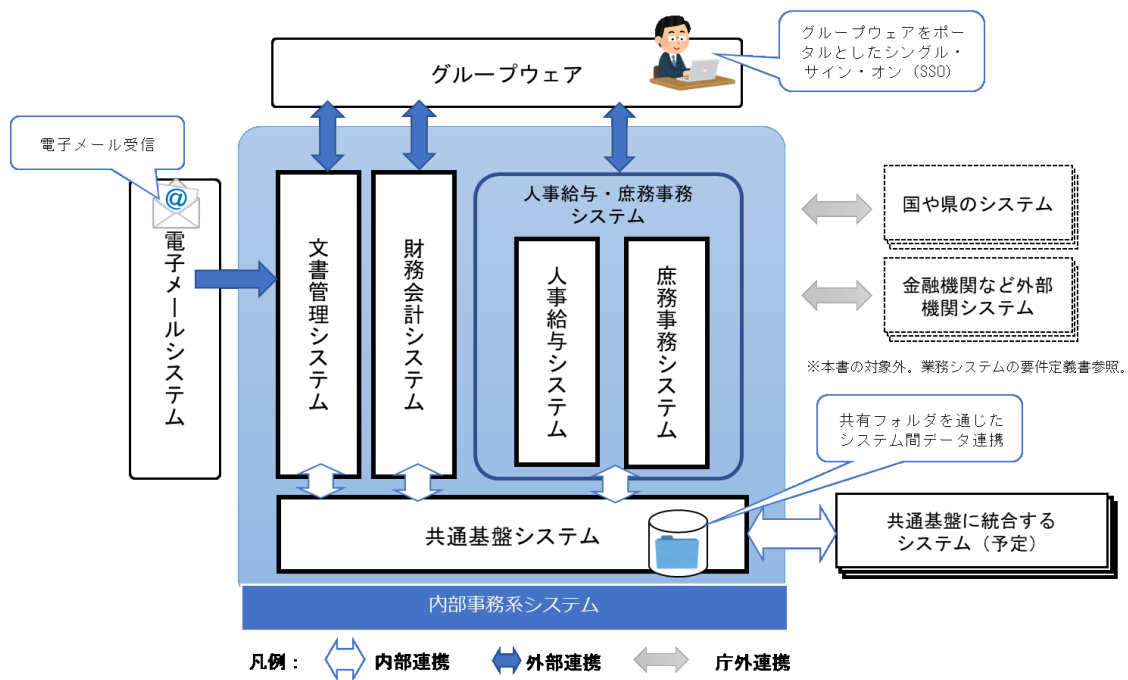 グループウェア
グループウェアをポー
タルとしたシングル・
サイン・オン（SSO）
電子メール受信
@
電子メールシステム
文書管理システム
財務会計システム
人事給与・庶務事務
システム
人事給与システム
庶務事務システム
国や県のシステム
金融機関など外部
機関システム
※本書の対象外。業務システムの要件定義書参照。
共有フォルダを通じた
システム間データ連携
共通基盤システム
共通基盤に統合する
システム（予定）
内部事務系システム
凡例：
内部連携
外部連携
庁外連携